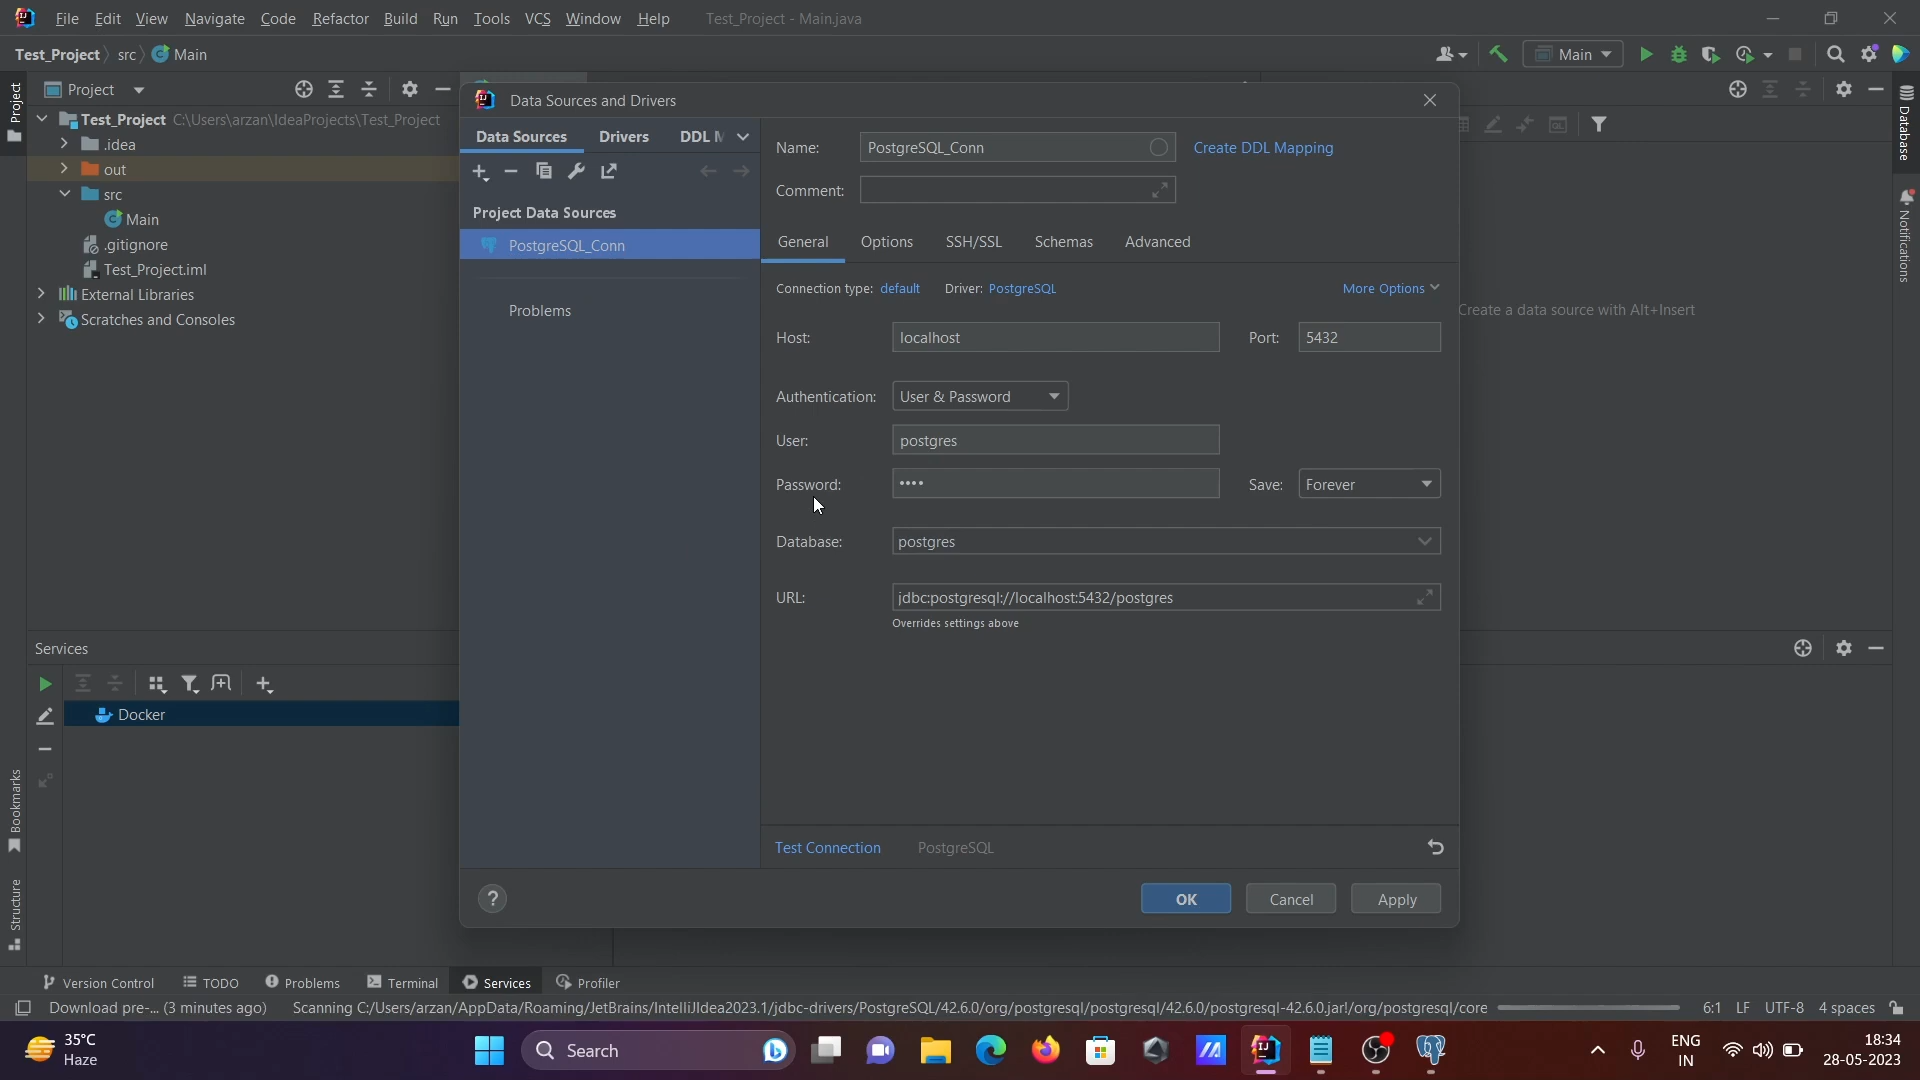 File Edit View Navigate Code Refactor Build Run Tools VCS Window Help Test_Project - Main.java
Test_Project src Main
Main
Project
Data Sources and Drivers
Test_Project C:\Users\arzan\IdeaProjects\Test_Project
.idea
out
src
Main
.gitignore
Test_Project.iml
External Libraries
Scratches and Consoles
Project
Data Sources Drivers DDL M
Project Data Sources
PostgreSQL_Conn
Problems
Name: PostgreSQL_Conn Create DDL Mapping
Comment:
General Options SSH/SSL Schemas Advanced
Connection type: default Driver: PostgreSQL More Options
Host: localhost Port: 5432
Authentication: User & Password
User: postgres
Password: •••• Save: Forever
Database: postgres
URL: jdbc:postgresql://localhost:5432/postgres
Overrides settings above
Test Connection PostgreSQL
OK Cancel Apply
Create a data source with Alt+Insert
Database
Notifications
Services
Docker
Bookmarks
Structure
Version Control TODO Problems Terminal Services Profiler
Download pre-... (3 minutes ago) Scanning C:/Users/arzan/AppData/Roaming/JetBrains/IntelliJIdea2023.1/jdbc-drivers/PostgreSQL/42.6.0/org/postgresql/postgresql/42.6.0/postgresql-42.6.0.jar!/org/postgresql/core 6:1 LF UTF-8 4 spaces
35°C
Haze
Search
ENG
IN
18:34
28-05-2023